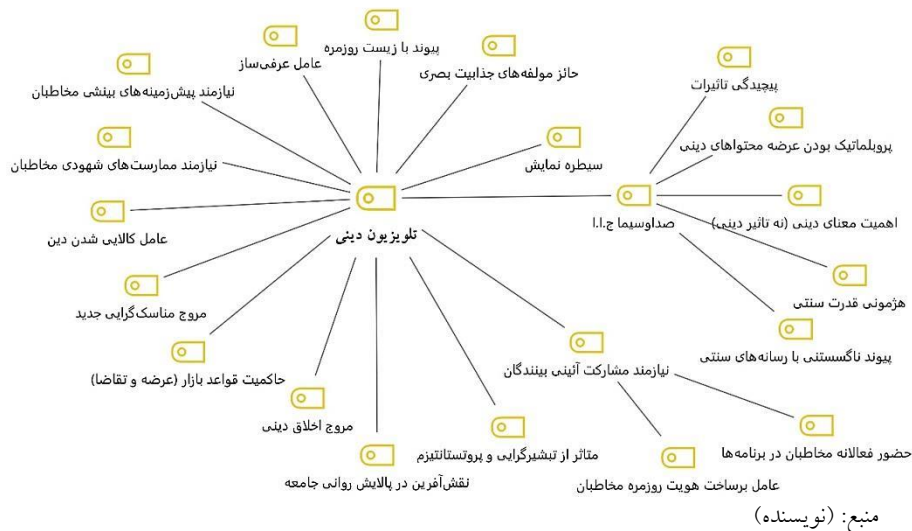 پیوند با زیست روزمره
عامل عرفی‌ساز
حائز مولفه‌های جذابیت بصری
پیچیدگی تاثیرات
نیازمند پیش‌زمینه‌های بینشی مخاطبان
پروبلماتیک بودن عرضه محتواهای دینی
سیطره نمایش
نیازمند ممارست‌های شهودی مخاطبان
اهمیت معنای دینی (نه تاثیر دینی)
صداوسیما ج.ا.ا
تلویزیون دینی
عامل کالایی شدن دین
هژمونی قدرت سنتی
مروج مناسک‌گرایی جدید
پیوند ناگسستنی با رسانه‌های سنتی
نیازمند مشارکت آئینی بینندگان
حاکمیت قواعد بازار (عرضه و تقاضا)
مروج اخلاق دینی
حضور فعالانه مخاطبان در برنامه‌ها
متاثر از تبشیرگرایی و پروتستانتیزم
نقش‌آفرین در پالایش روانی جامعه
عامل برساخت هویت روزمره مخاطبان
منبع: (نویسنده)